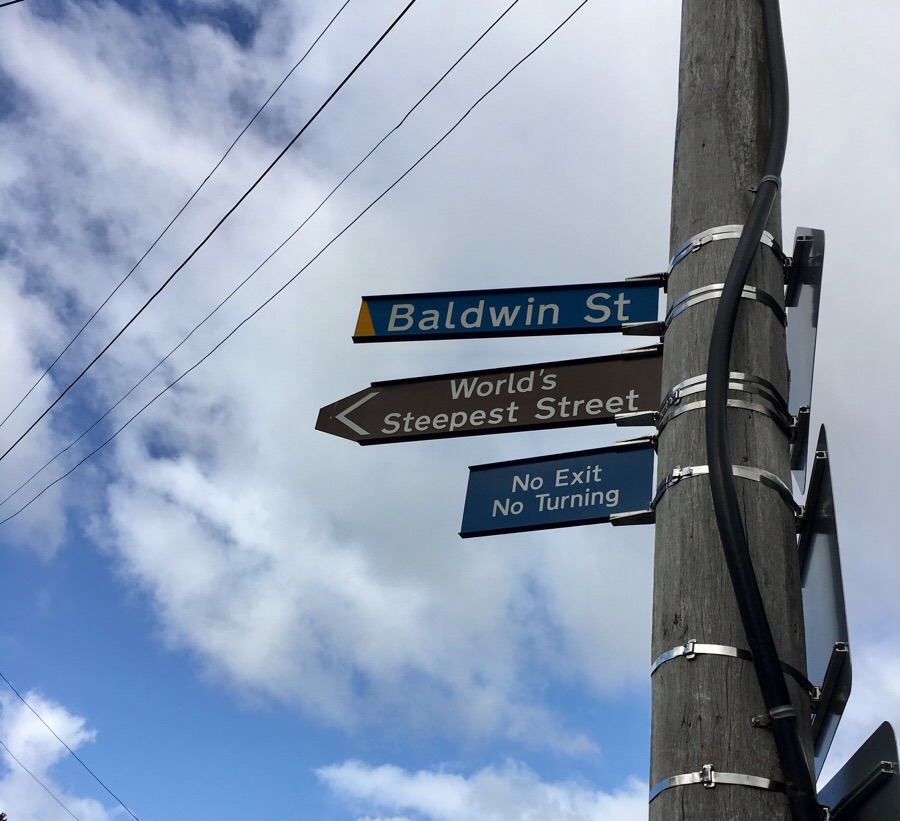 Baldwin St
World's
Steepest Street
No Exit
No Turning